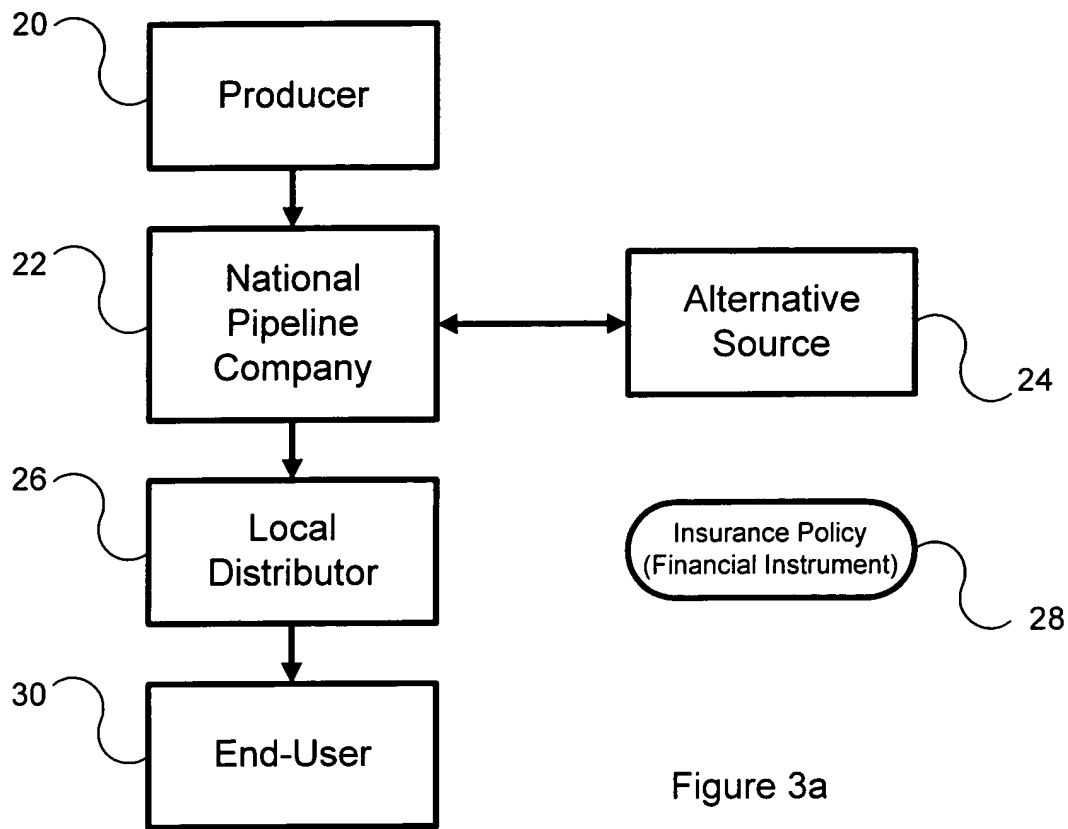 20
Producer
22
National
Pipeline
Company
Alternative
Source
24
26
Local
Distributor
Insurance Policy
(Financial Instrument)
28
30
End-User
Figure 3a